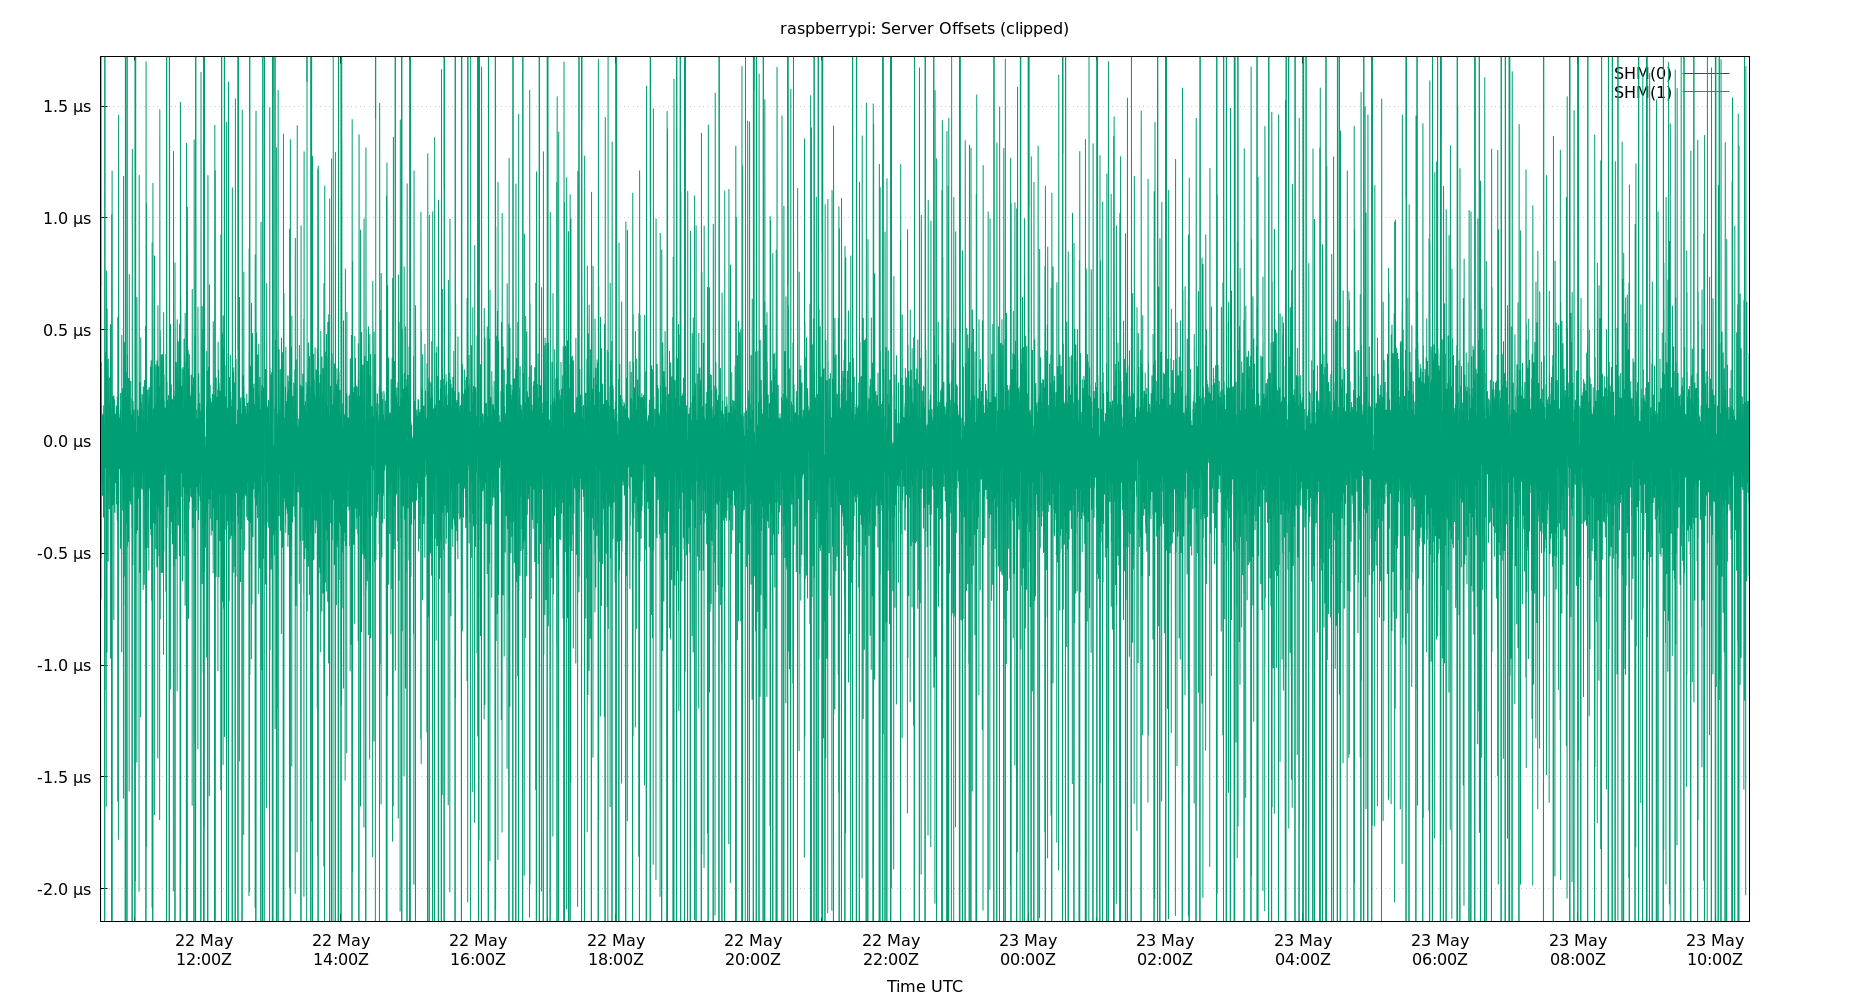 raspberrypi: Server Offsets (clipped)
SHM(0)
SHM(1)
1.5 µs
1.0 µs
0.5 µs
0.0 µs
-0.5 µs
-1.0 µs
-1.5 µs
-2.0 µs
22 May 22 May 22 May 22 May 22 May 22 May 23 May 23 May 23 May 23 May 23 May 23 May
12:00Z 14:00Z 16:00Z 18:00Z 20:00Z 22:00Z 00:00Z 02:00Z 04:00Z 06:00Z 08:00Z 10:00Z
Time UTC